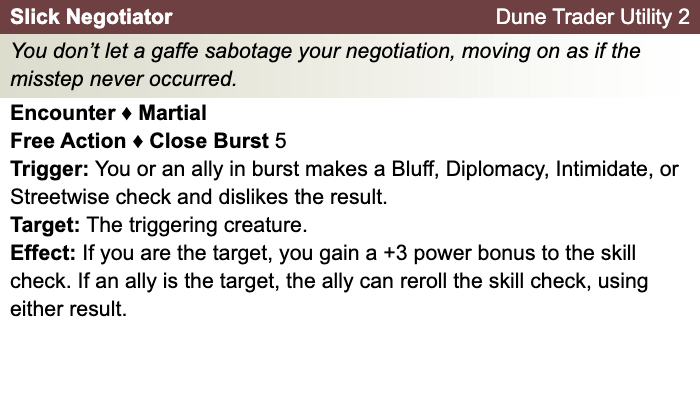 Slick Negotiator Dune Trader Utility 2
You don’t let a gaffe sabotage your negotiation, moving on as if the
misstep never occurred.
Encounter ♦ Martial
Free Action ♦ Close Burst 5
Trigger: You or an ally in burst makes a Bluff, Diplomacy, Intimidate, or
Streetwise check and dislikes the result.
Target: The triggering creature.
Effect: If you are the target, you gain a +3 power bonus to the skill
check. If an ally is the target, the ally can reroll the skill check, using
either result.